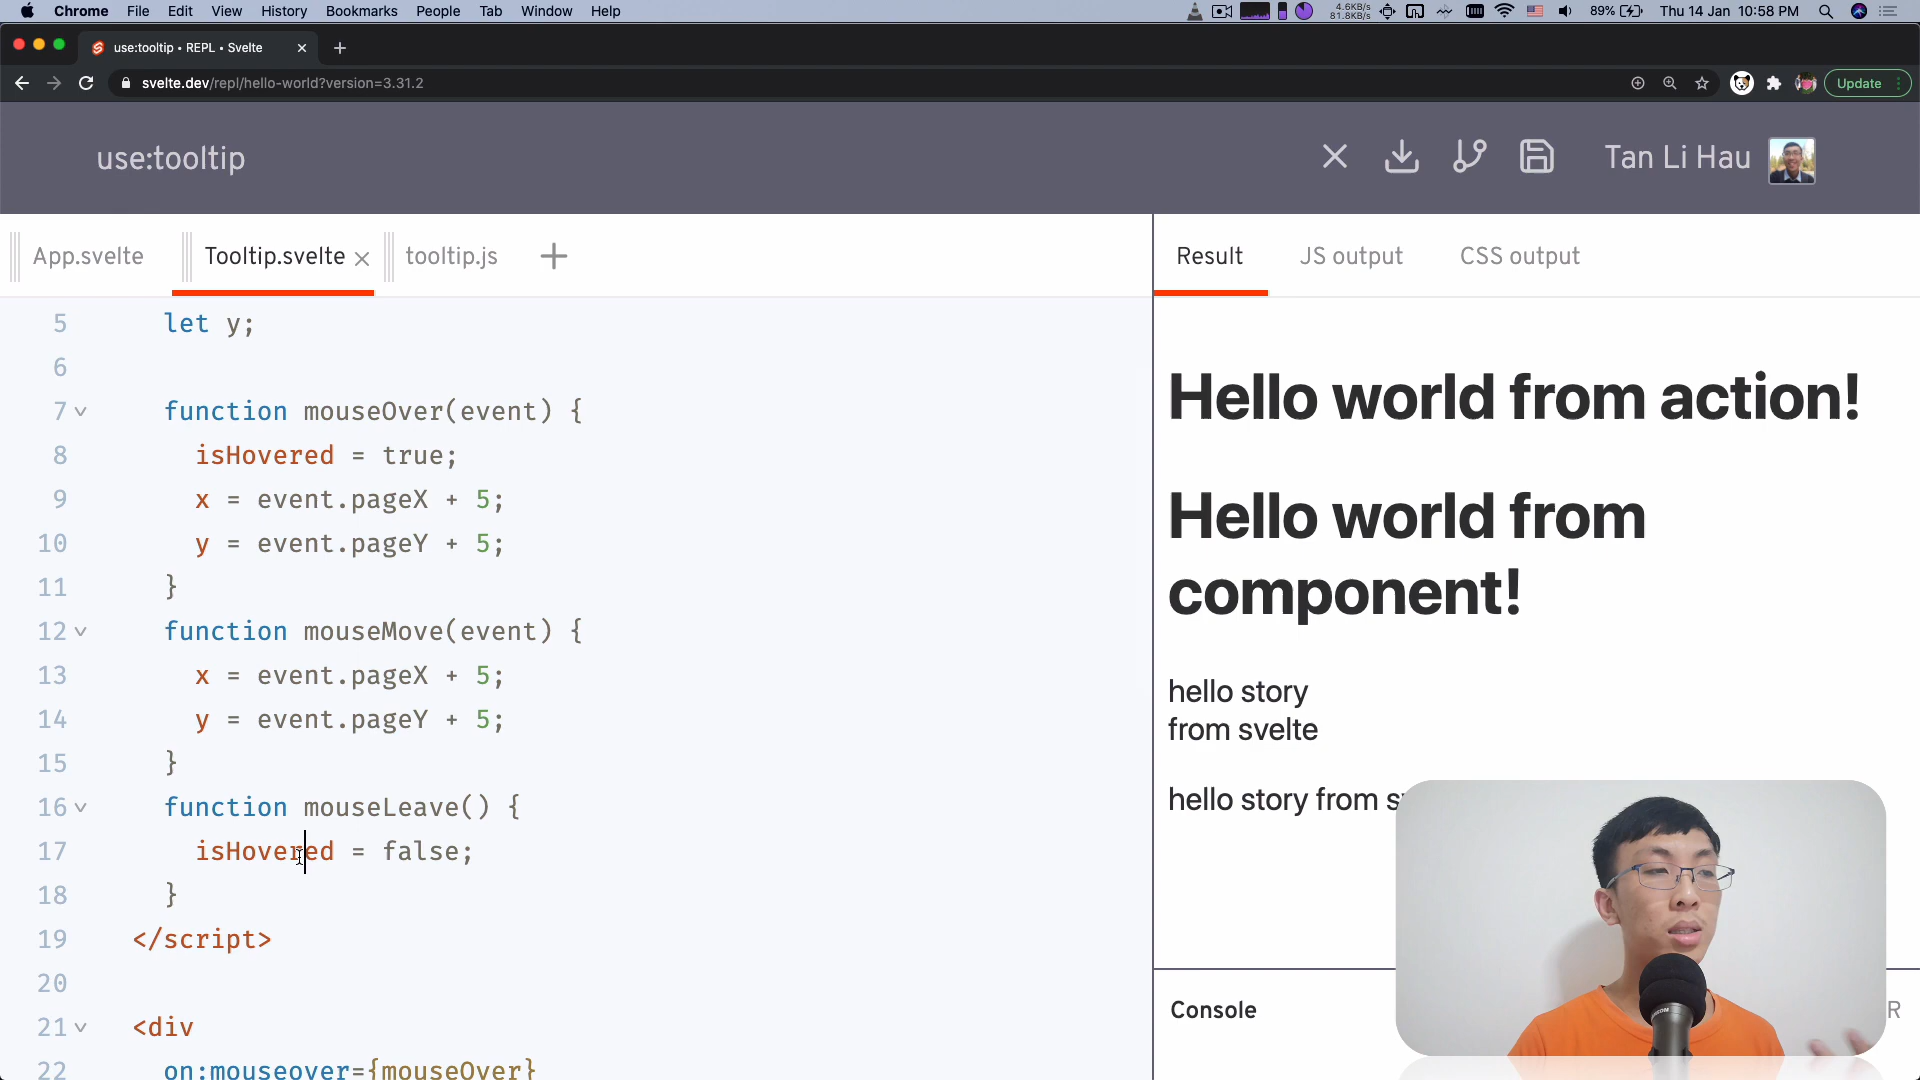 Chrome File Edit View History Bookmarks People Tab Window Help
4.6KB/s
81.8KB/s
89%
Thu 14 Jan 10:58 PM
use:tooltip • REPL • Svelte
svelte.dev/repl/hello-world?version=3.31.2
Update
use:tooltip
Tan Li Hau
App.svelte
Tooltip.svelte
tooltip.js
Result
JS output
CSS output
5 let y;
6
7 function mouseOver(event) {
8 isHovered = true;
9 x = event.pageX + 5;
10 y = event.pageY + 5;
11 }
12 function mouseMove(event) {
13 x = event.pageX + 5;
14 y = event.pageY + 5;
15 }
16 function mouseLeave() {
17 isHovered = false;
18 }
19 </script>
20
21 <div
22 on:mouseover={mouseOver}
Hello world from action!
Hello world from
component!
hello story
from svelte
hello story from s
Console
R